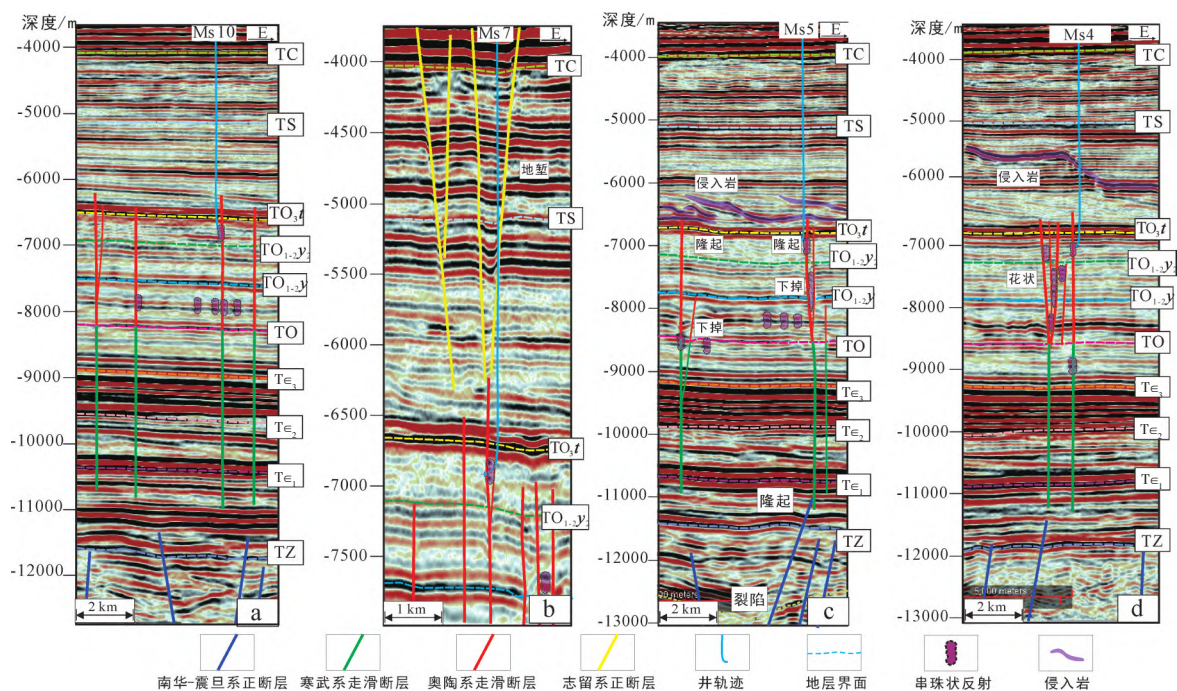 深度/m
Ms10
E
-4000
TC
-5000
TS
-6000
TO₃t
-7000
TO₁₋₂y₂
TO₁₋₂y
-8000
TO
-9000
T∈₃
T∈₂
-10000
T∈₁
-11000
TZ
-12000
2 km
a
深度/m
Ms7
E
-4000
TC
-4500
地堑
-5000
TS
-5500
-6000
-6500
TO₃t
-7000
TO₁₋₂y₂
-7500
1 km
b
深度/m
Ms5
E
-4000
TC
-5000
TS
-6000
侵入岩
TO₃t
-7000
隆起
隆起
TO₁₋₂y₂
下掉
TO₁₋₂y
-8000
下掉
TO
-9000
T∈₃
-10000
T∈₂
T∈₁
-11000
隆起
TZ
-12000
裂陷
2 km
-13000
c
深度/m
Ms4
E
-4000
TC
-5000
TS
侵入岩
-6000
TO₃t
-7000
TO₁₋₂y₂
花状
TO₁₋₂y
-8000
TO
-9000
T∈₃
-10000
T∈₂
T∈₁
-11000
TZ
-12000
meters
2 km
-13000
d
南华-震旦系正断层
寒武系走滑断层
奥陶系走滑断层
志留系正断层
井轨迹
地层界面
串珠状反射
侵入岩